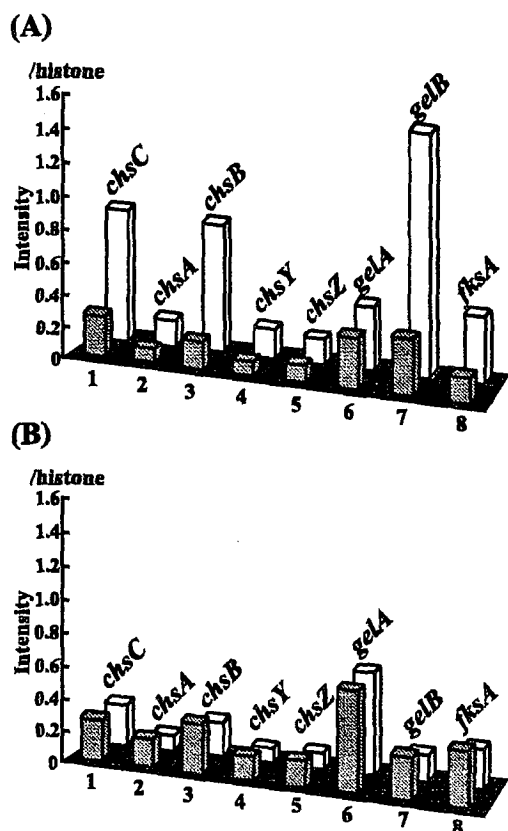 (A)
/histone
Intensity
1.6
1.4
1.2
1.0
0.8
0.6
0.4
0.2
0
chsC
chsA
chsB
chsY
chsZ
gelA
gelB
fksA
1 2 3 4 5 6 7 8
(B)
/histone
Intensity
1.6
1.4
1.2
1.0
0.8
0.6
0.4
0.2
0
chsC
chsA
chsB
chsY
chsZ
gelA
gelB
fksA
1 2 3 4 5 6 7 8